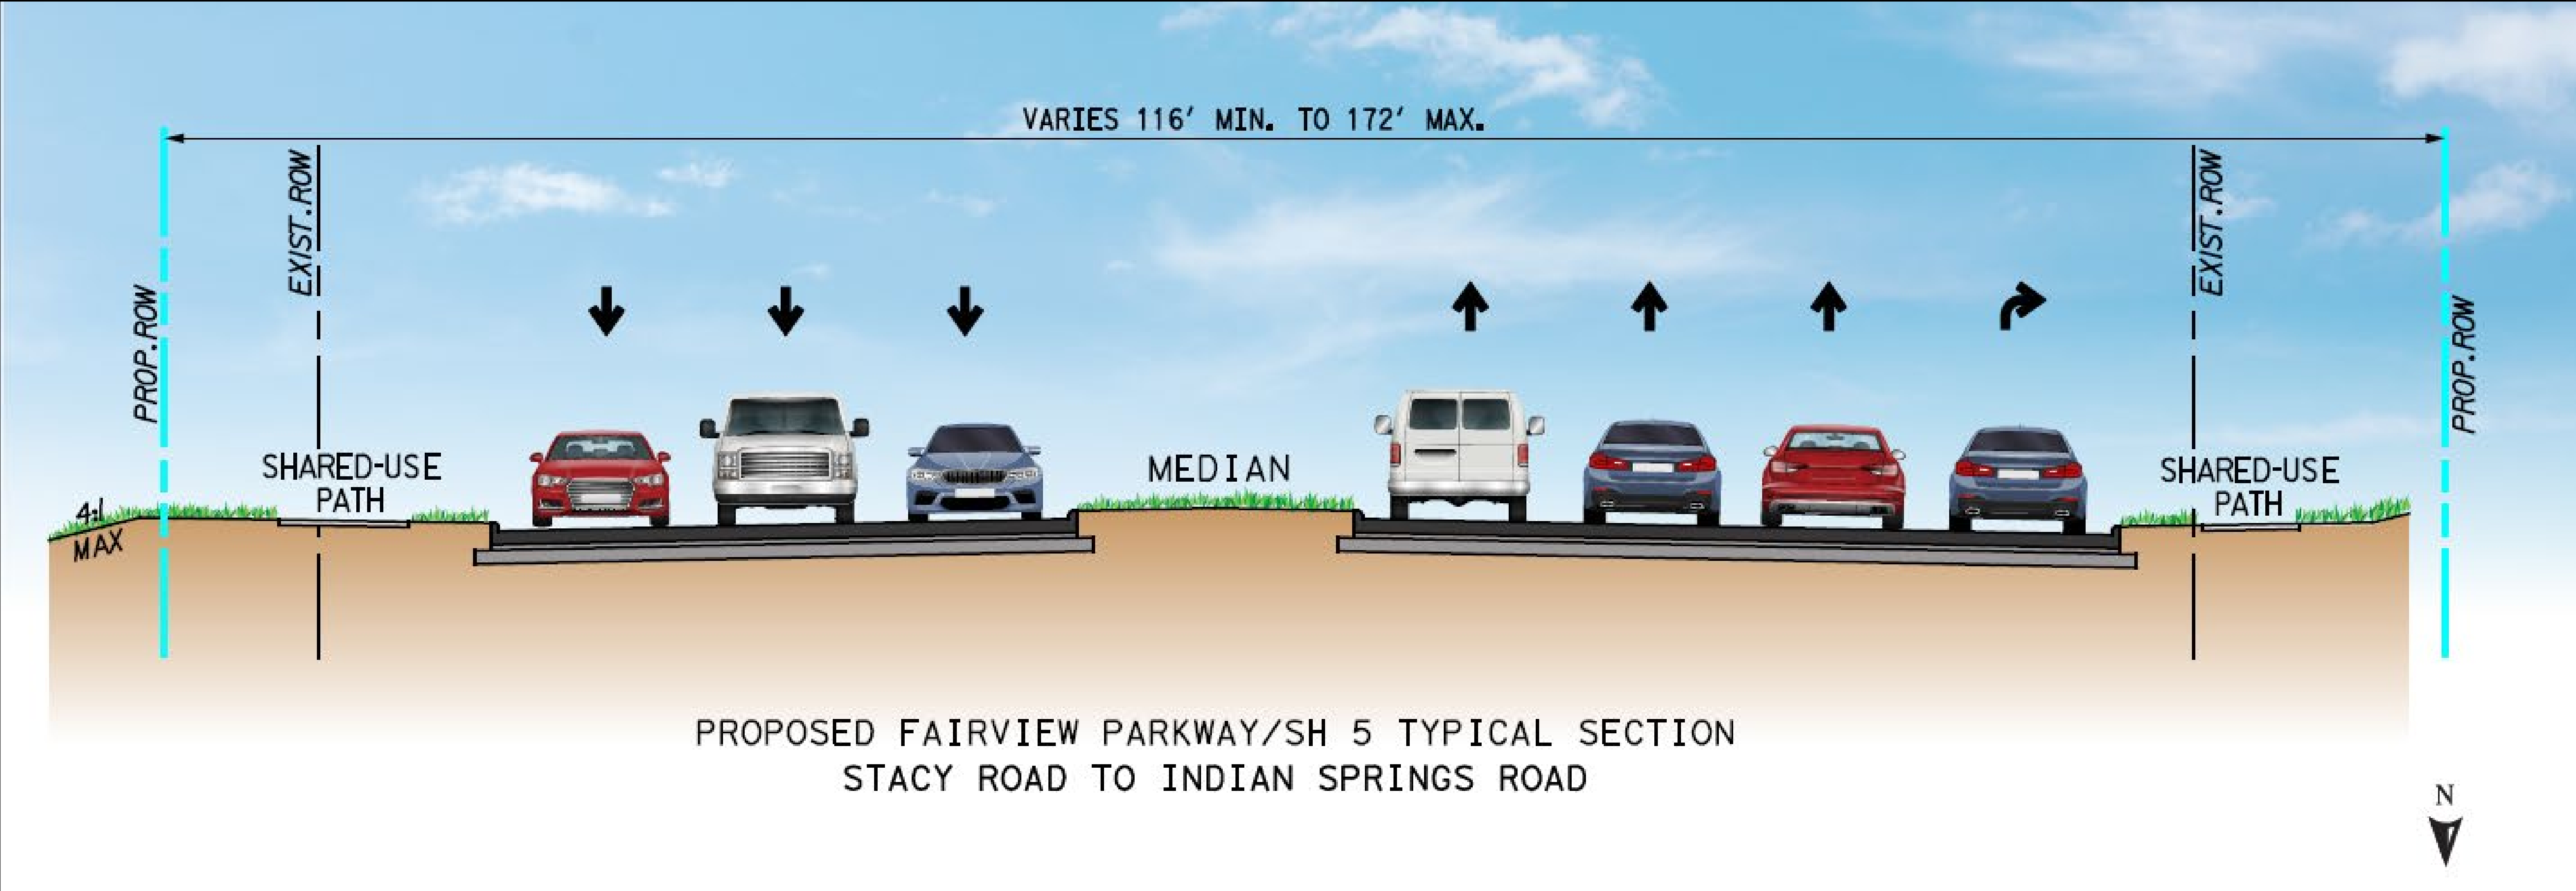 VARIES 116' MIN. TO 172' MAX.
PROP.ROW
EXIST.ROW
EXIST.ROW
PROP.ROW
SHARED-USE
PATH
MEDIAN
SHARED-USE
PATH
4:1
MAX
PROPOSED FAIRVIEW PARKWAY/SH 5 TYPICAL SECTION
STACY ROAD TO INDIAN SPRINGS ROAD
N